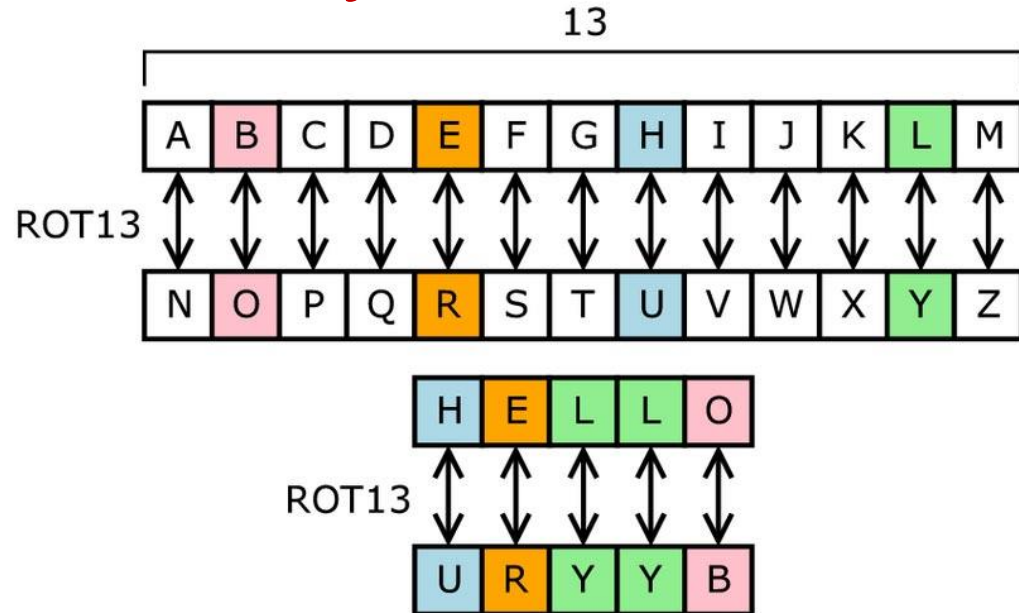 13
A B C D E F G H I J K L M
ROT13
N O P Q R S T U V W X Y Z
H E L L O
ROT13
U R Y Y B